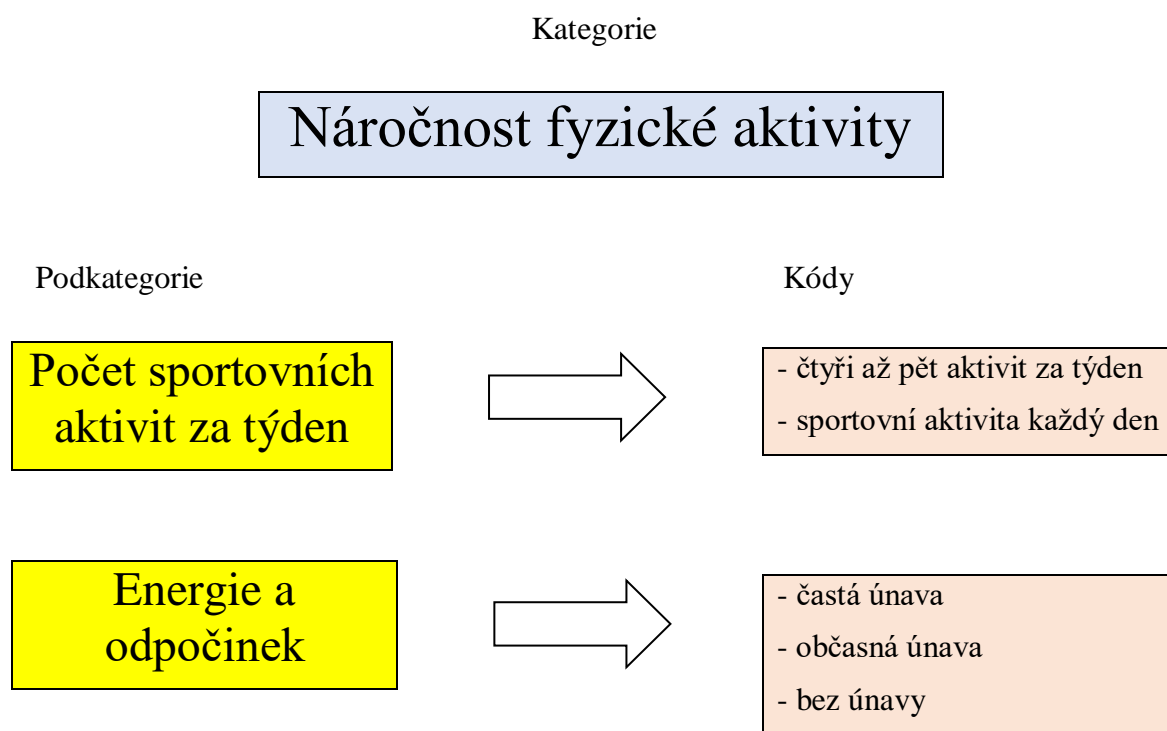 Kategorie
Náročnost fyzické aktivity
Podkategorie
Kódy
Počet sportovních
aktivit za týden
- čtyři až pět aktivit za týden
- sportovní aktivita každý den
Energie a
odpočinek
- častá únava
- občasná únava
- bez únavy